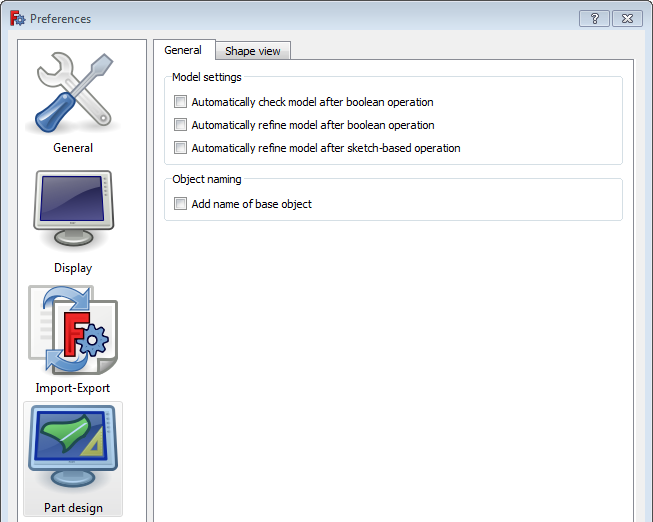 Preferences
General
Display
Import-Export
Part design
General
Shape view
Model settings
Automatically check model after boolean operation
Automatically refine model after boolean operation
Automatically refine model after sketch-based operation
Object naming
Add name of base object